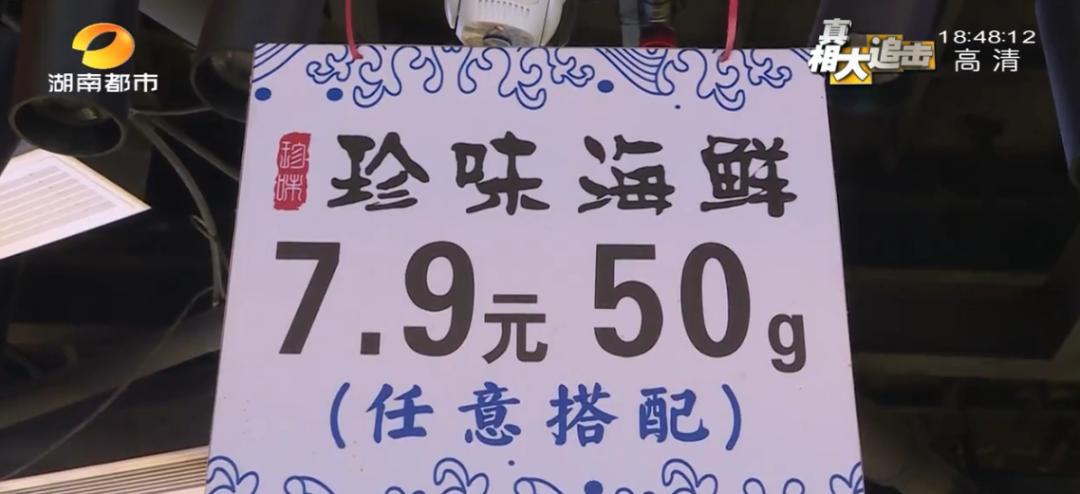 湖南都市
真相大追击
18:48:12
高清
珍味
珍味海鲜
7.9元 50g
(任意搭配)